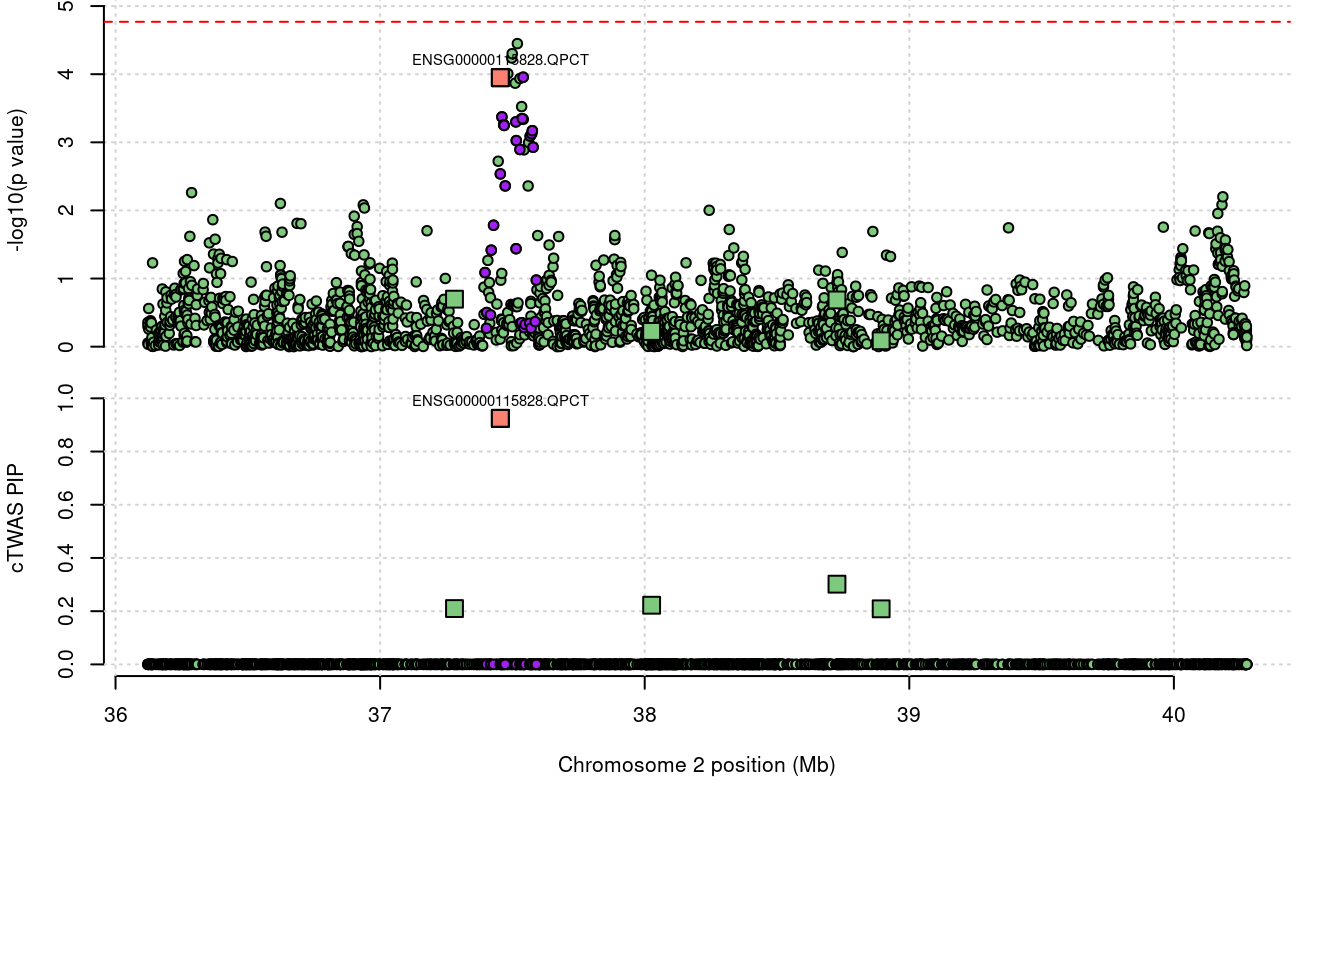 5
ENSG00000115828.QPCT
4
3
2
1
0
-log10(p value)
ENSG00000115828.QPCT
1.0
0.8
0.6
0.4
0.2
0.0
cTWAS PIP
36 37 38 39 40
Chromosome 2 position (Mb)